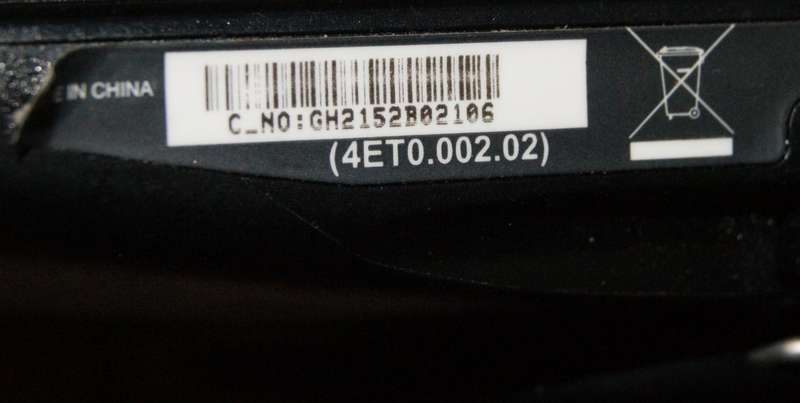 E IN CHINA
C_NO:GH2152B02106
(4ET0.002.02)